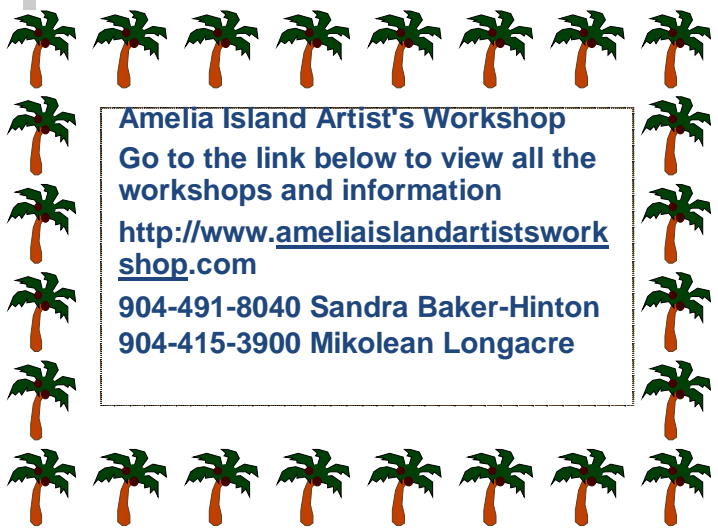 Amelia Island Artist's Workshop
Go to the link below to view all the
workshops and information
http://www.ameliaislandartistswork
shop.com
904-491-8040 Sandra Baker-Hinton
904-415-3900 Mikolean Longacre